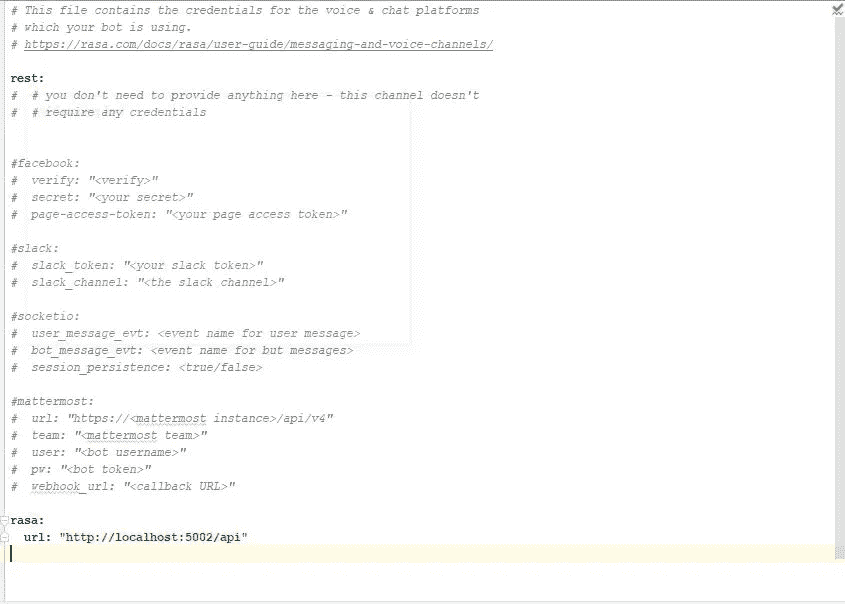 # This file contains the credentials for the voice & chat platforms
# which your bot is using.
# https://rasa.com/docs/rasa/user-guide/messaging-and-voice-channels/
rest:
#  # you don't need to provide anything here - this channel doesn't
#  # require any credentials
#facebook:
#  verify: "<verify>"
#  secret: "<your secret>"
#  page-access-token: "<your page access token>"
#slack:
#  slack_token: "<your slack token>"
#  slack_channel: "<the slack channel>"
#socketio:
#  user_message_evt: <event name for user message>
#  bot_message_evt: <event name for but messages>
#  session_persistence: <true/false>
#mattermost:
#  url: "https://<mattermost instance>/api/v4"
#  team: "<mattermost team>"
#  user: "<bot username>"
#  pw: "<bot token>"
#  webhook_url: "<callback URL>"
rasa:
  url: "http://localhost:5002/api"